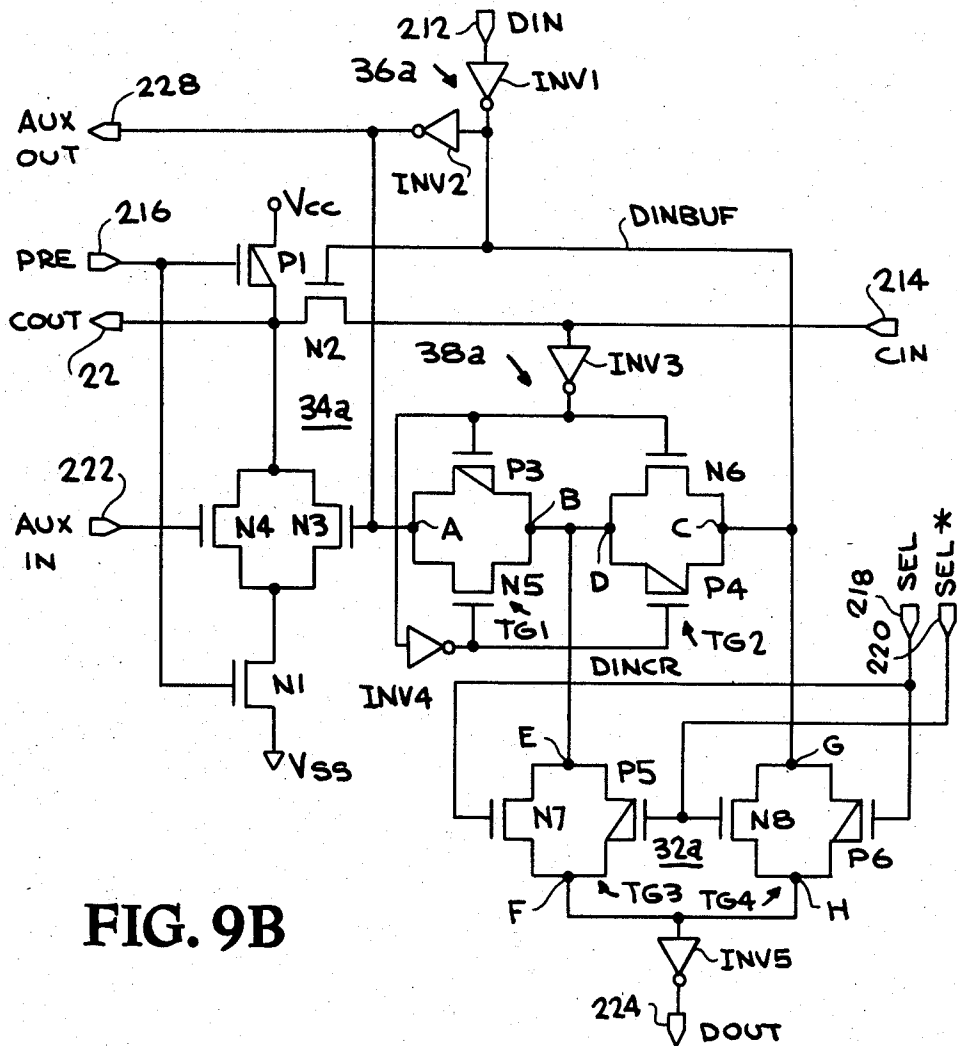 212
DIN
36a
INV1
228
AUX
OUT
INV2
Vcc
216
DINBUF
PRE
P1
214
COUT
N2
CIN
22
38a
INV3
34a
222
P3
N6
B
AUX
IN
N4
N3
A
C
D
N5
P4
TG1
TG2
218
SEL
220
SEL *
INV4
DINCR
N1
Vss
E
G
P5
N7
N8
32a
P6
F
TG3
TG4
H
FIG. 9B
INV5
224
DOUT